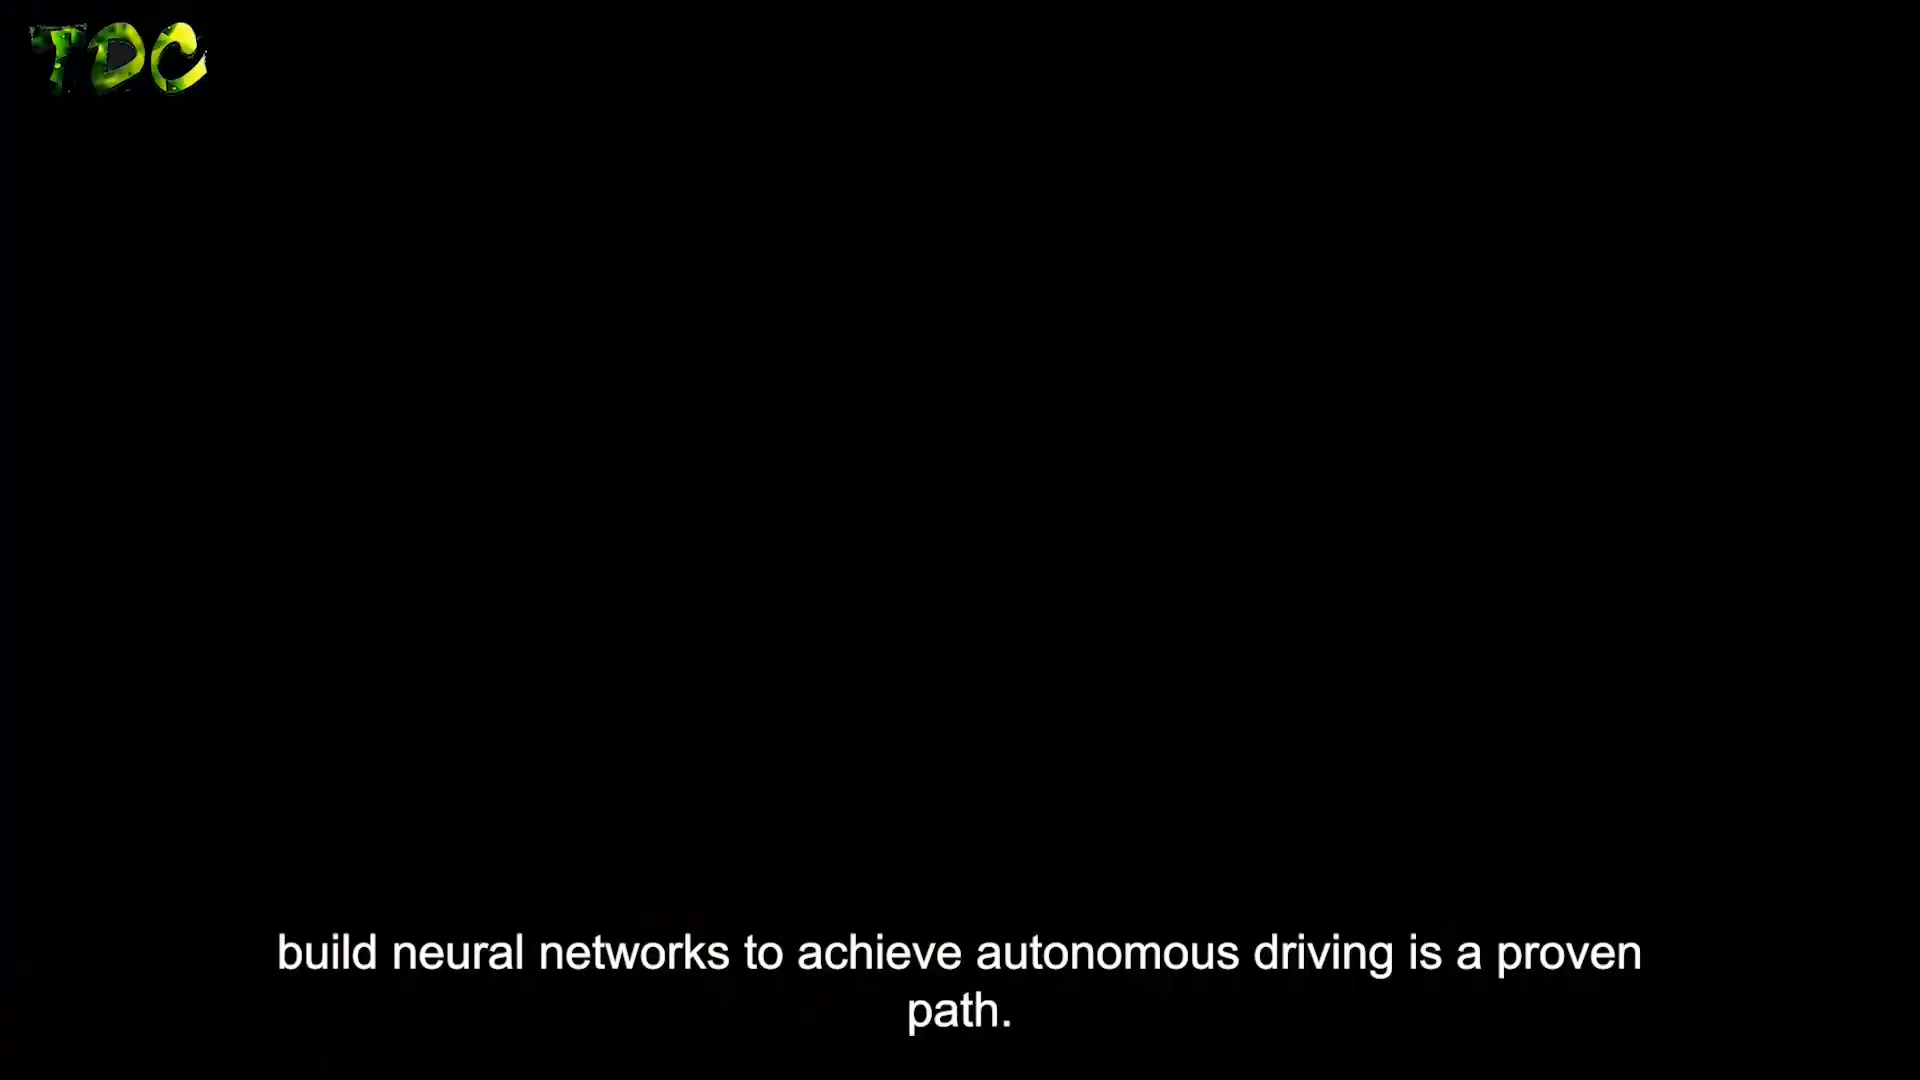 TDC
build neural networks to achieve autonomous driving is a proven
path.